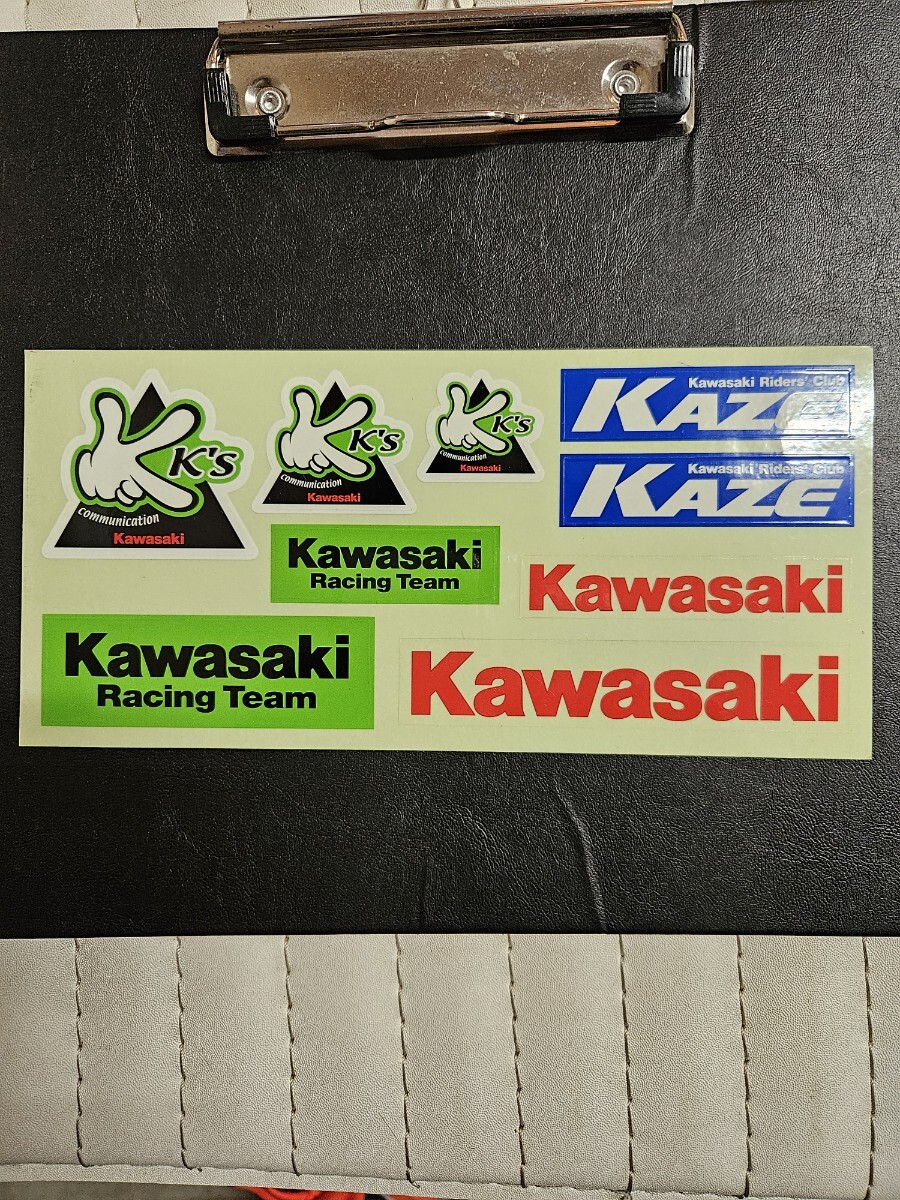 K's
communication
Kawasaki
K's
communication
Kawasaki
K's
communication
Kawasaki
Kawasaki Riders' Club
KAZE
Kawasaki Riders' Club
KAZE
Kawasaki
Racing Team
Kawasaki
Kawasaki
Racing Team
Kawasaki